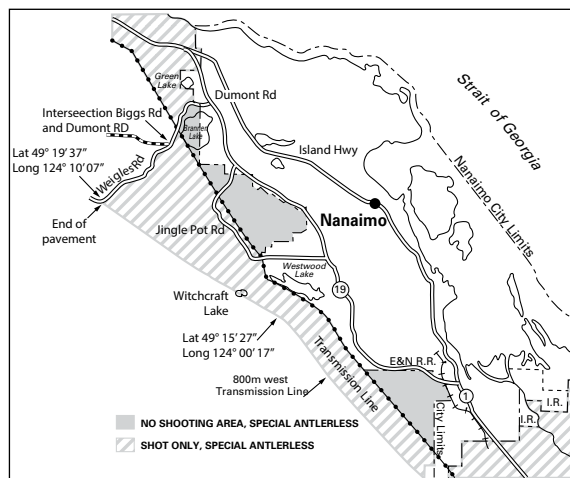 Green
Lake
Dumont Rd
Strait of Georgia
Interseection Biggs Rd
and Dumont RD
Brannen
Lake
Island Hwy
Lat 49° 19' 37"
Long 124° 10' 07"
Weigles Rd
Nanaimo City Limits
End of
pavement
Nanaimo
Jingle Pot Rd
Westwood
Lake
Witchcraft
Lake
19
Lat 49° 15' 27"
Long 124° 00' 17"
Transmission Line
E&N R.R.
800m west
Transmission Line
1
I.R.
I.R.
City Limits
NO SHOOTING AREA, SPECIAL ANTLERLESS
SHOT ONLY, SPECIAL ANTLERLESS